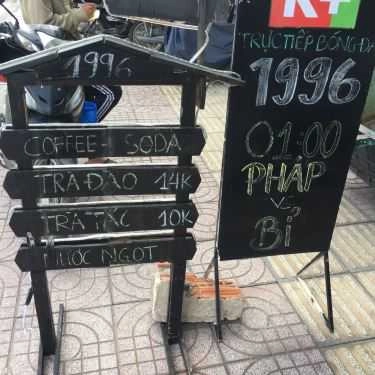 1996
COFFEE - SODA
TRÀ ĐÀO 14K
TRÀ TẮC 10K
NƯỚC NGỌT
K+
TRỰC TIẾP BÓNG ĐÁ
1996
01:00
PHÁP
v
Bỉ